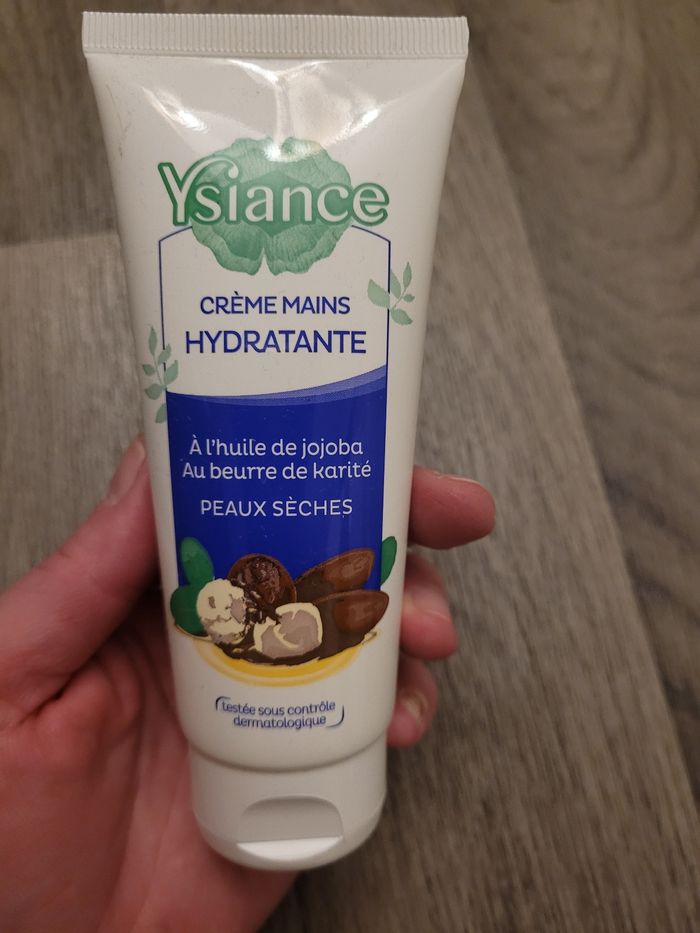 Ysiance
CRÈME MAINS
HYDRATANTE
À l'huile de jojoba
Au beurre de karité
PEAUX SÈCHES
testée sous contrôle
dermatologique